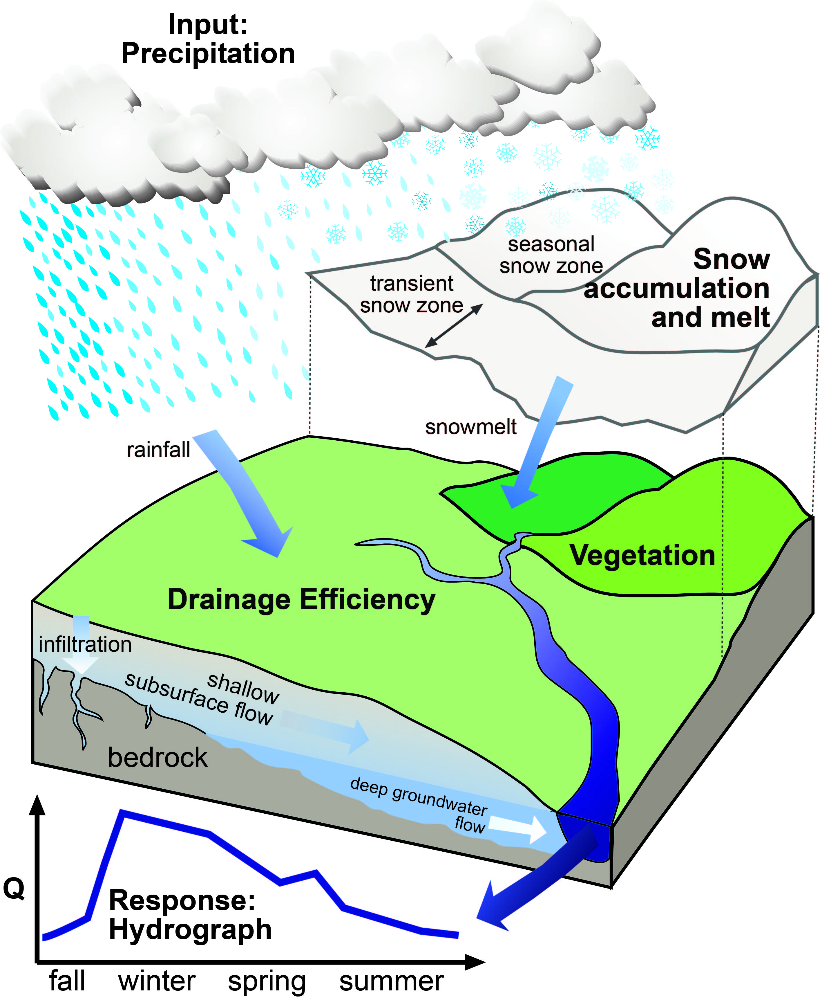 Input:
Precipitation
seasonal
snow zone
Snow
accumulation
and melt
transient
snow zone
snowmelt
rainfall
Vegetation
Drainage Efficiency
infiltration
shallow
subsurface flow
bedrock
deep groundwater
flow
Q
Response:
Hydrograph
fall winter spring summer